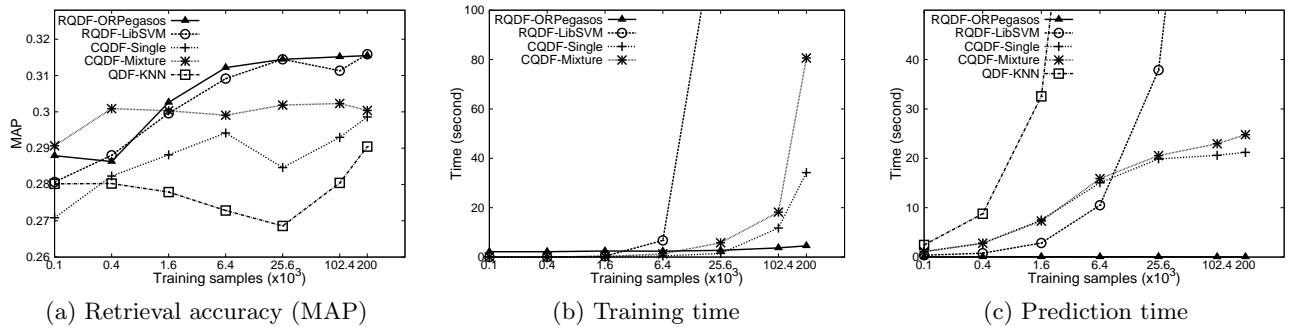 RQDF-ORPegasos
RQDF-LibSVM
CQDF-Single
CQDF-Mixture
QDF-KNN
0.32
0.31
0.3
0.29
0.28
0.27
0.26
MAP
0.1 0.4 1.6 6.4 25.6 102.4 200
Training samples (x10³)
(a) Retrieval accuracy (MAP)
RQDF-ORPegasos
RQDF-LibSVM
CQDF-Single
CQDF-Mixture
100
80
60
40
20
0
Time (second)
0.1 0.4 1.6 6.4 25.6 102.4 200
Training samples (x10³)
(b) Training time
RQDF-ORPegasos
RQDF-LibSVM
CQDF-Single
CQDF-Mixture
QDF-KNN
50
40
30
20
10
0
Time (second)
0.1 0.4 1.6 6.4 25.6 102.4 200
Training samples (x10³)
(c) Prediction time